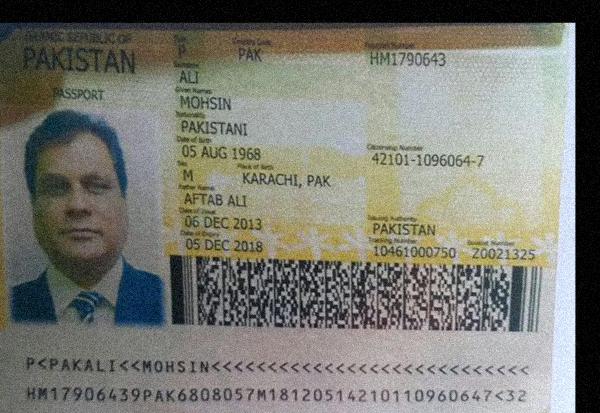 ISLAMIC REPUBLIC OF
PAKISTAN
PASSPORT
Type Country Code Passport Number
P PAK HM1790643
Surname
ALI
Given Names
MOHSIN
Nationality
PAKISTANI
Date of Birth Citizenship Number
05 AUG 1968 42101-1096064-7
Sex Place of Birth
M KARACHI, PAK
Father Name
AFTAB ALI
Date of Issue Issuing Authority
06 DEC 2013 PAKISTAN
Date of Expiry Tracking Number Booklet Number
05 DEC 2018 10461000750 Z0021325
P<PAKALI<<MOHSIN<<<<<<<<<<<<<<<<<<<<<<<<<<<<
HM17906439PAK6808057M18120514210110960647<32